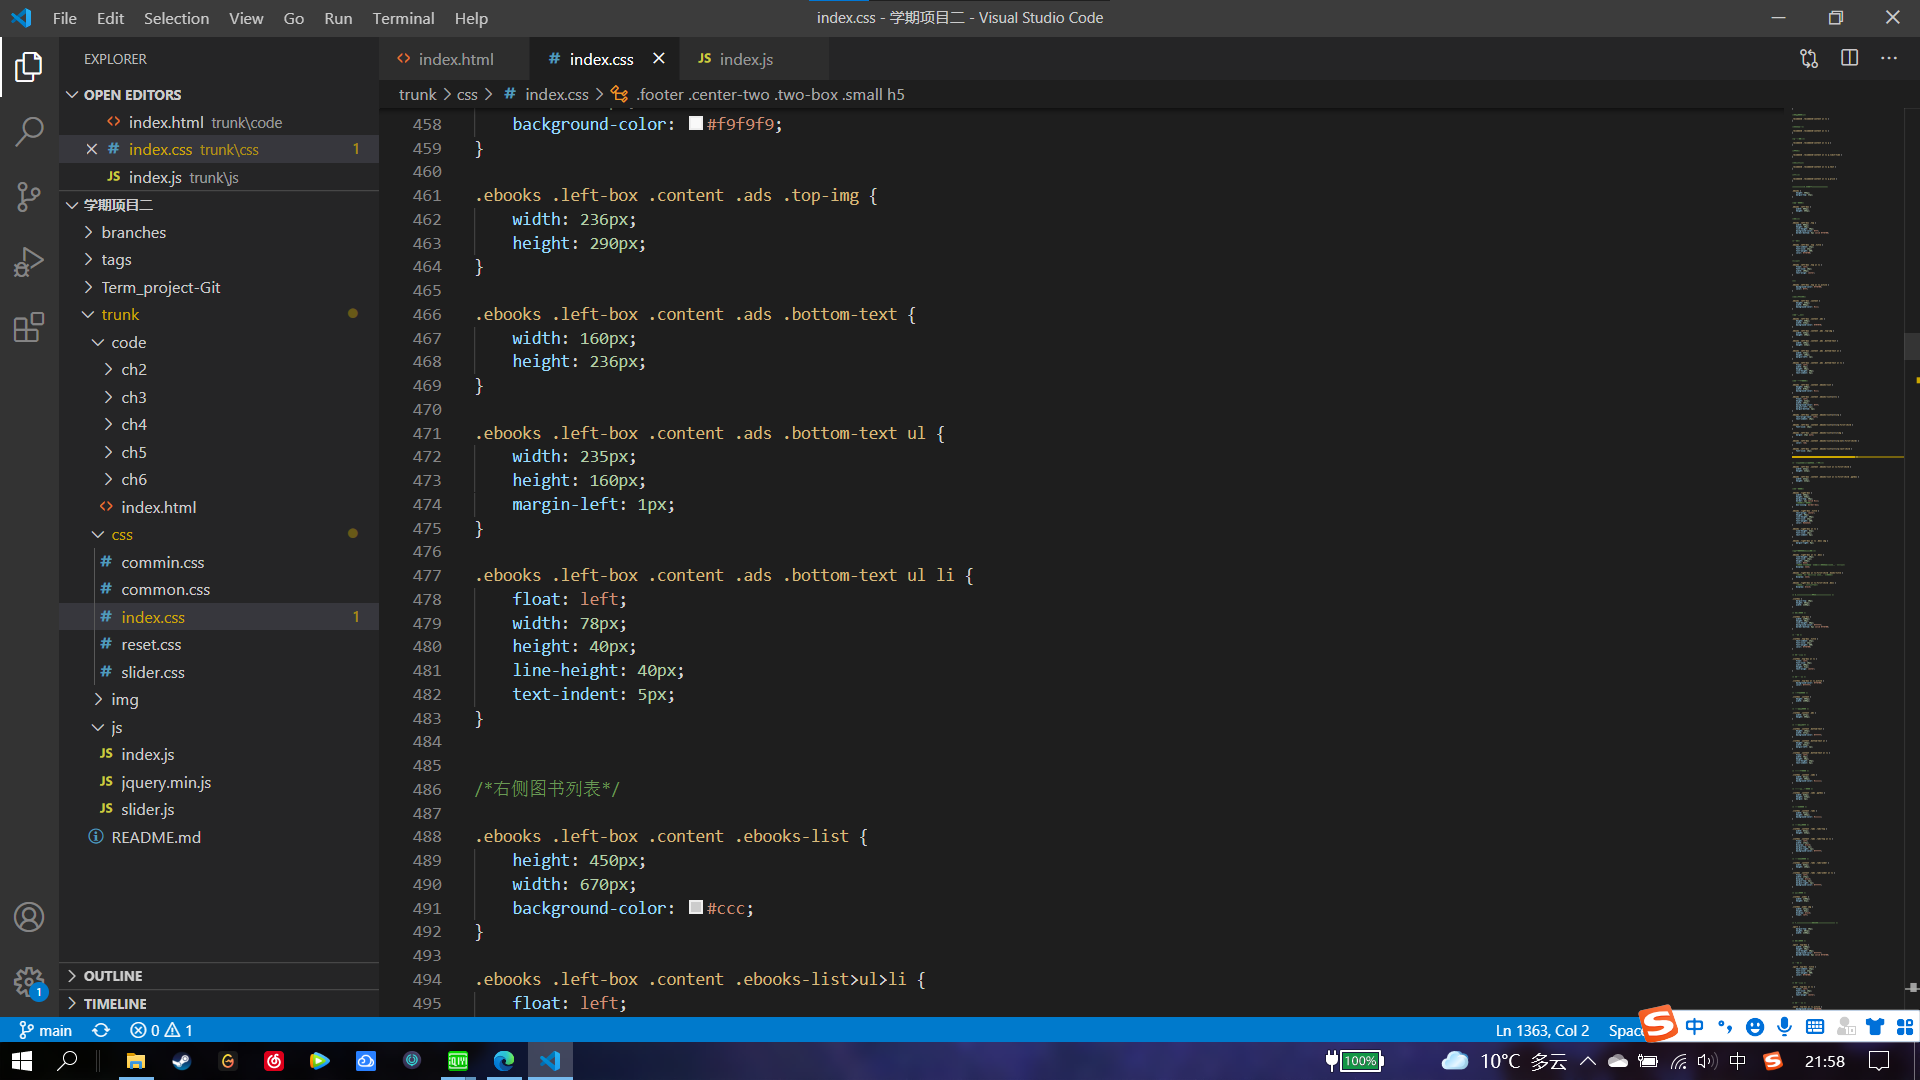 File Edit Selection View Go Run Terminal Help
index.css - 学期项目二 - Visual Studio Code
EXPLORER
OPEN EDITORS
index.html trunk\code
index.css trunk\css 1
JS index.js trunk\js
学期项目二
branches
tags
Term_project-Git
trunk
code
ch2
ch3
ch4
ch5
ch6
index.html
css
# commin.css
# common.css
# index.css 1
# reset.css
# slider.css
img
js
JS index.js
JS jquery.min.js
JS slider.js
README.md
OUTLINE
TIMELINE
index.html
# index.css
JS index.js
trunk > css > # index.css > .footer .center-two .two-box .small h5
458 background-color: #f9f9f9;
459 }
460
461 .ebooks .left-box .content .ads .top-img {
462 width: 236px;
463 height: 290px;
464 }
465
466 .ebooks .left-box .content .ads .bottom-text {
467 width: 160px;
468 height: 236px;
469 }
470
471 .ebooks .left-box .content .ads .bottom-text ul {
472 width: 235px;
473 height: 160px;
474 margin-left: 1px;
475 }
476
477 .ebooks .left-box .content .ads .bottom-text ul li {
478 float: left;
479 width: 78px;
480 height: 40px;
481 line-height: 40px;
482 text-indent: 5px;
483 }
484
485
486 /*右侧图书列表*/
487
488 .ebooks .left-box .content .ebooks-list {
489 height: 450px;
490 width: 670px;
491 background-color: #ccc;
492 }
493
494 .ebooks .left-box .content .ebooks-list>ul>li {
495 float: left;
1
main 0 1
Ln 1363, Col 2 Spac
中
100% 10°C 多云 中 21:58